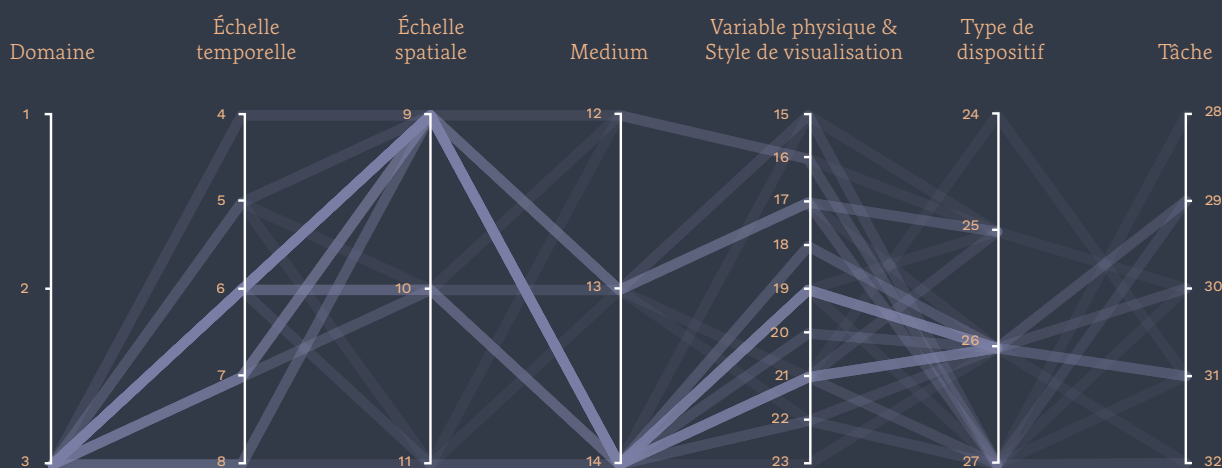 Domaine
Échelle
temporelle
Échelle
spatiale
Medium
Variable physique &
Style de visualisation
Type de
dispositif
Tâche
1
2
3
4
5
6
7
8
9
10
11
12
13
14
15
16
17
18
19
20
21
22
23
24
25
26
27
28
29
30
31
32